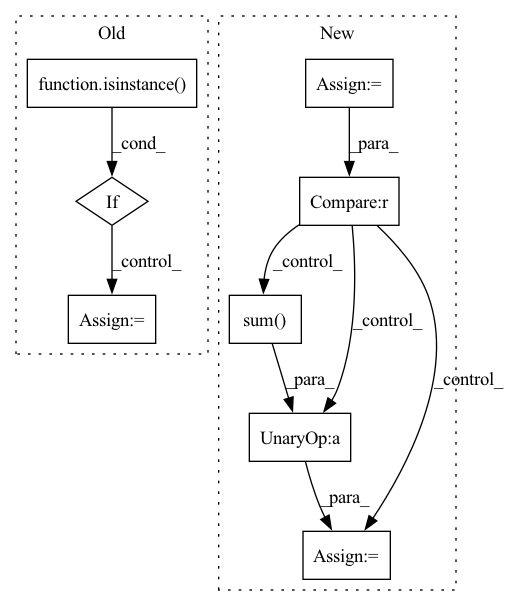 Old
New
function.isinstance()
Assign:=
_cond_
_para_
If
Compare:r
_control_
_control_
Assign:=
sum()
_control_
_control_
_para_
UnaryOp:a
_para_
Assign:=